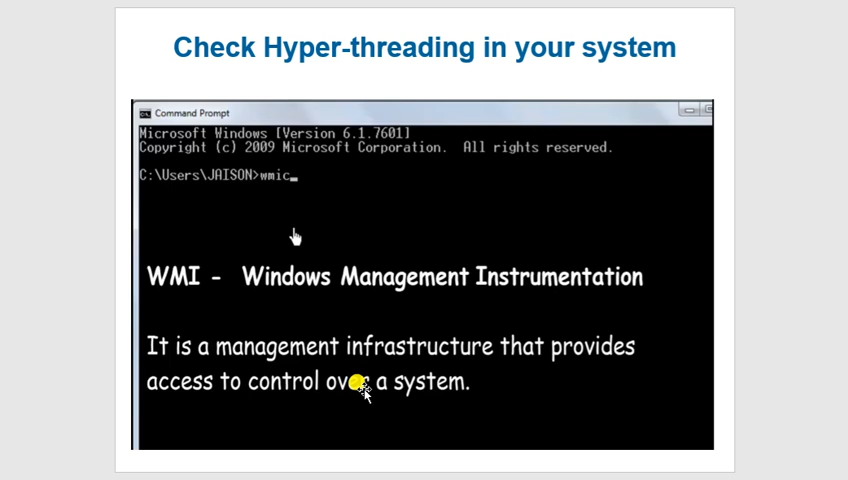 Check Hyper-threading in your system
Command Prompt
Microsoft Windows [Version 6.1.7601]
Copyright (c) 2009 Microsoft Corporation.  All rights reserved.
C:\Users\JAISON>wmic_
WMI -  Windows Management Instrumentation
It is a management infrastructure that provides
access to control over a system.